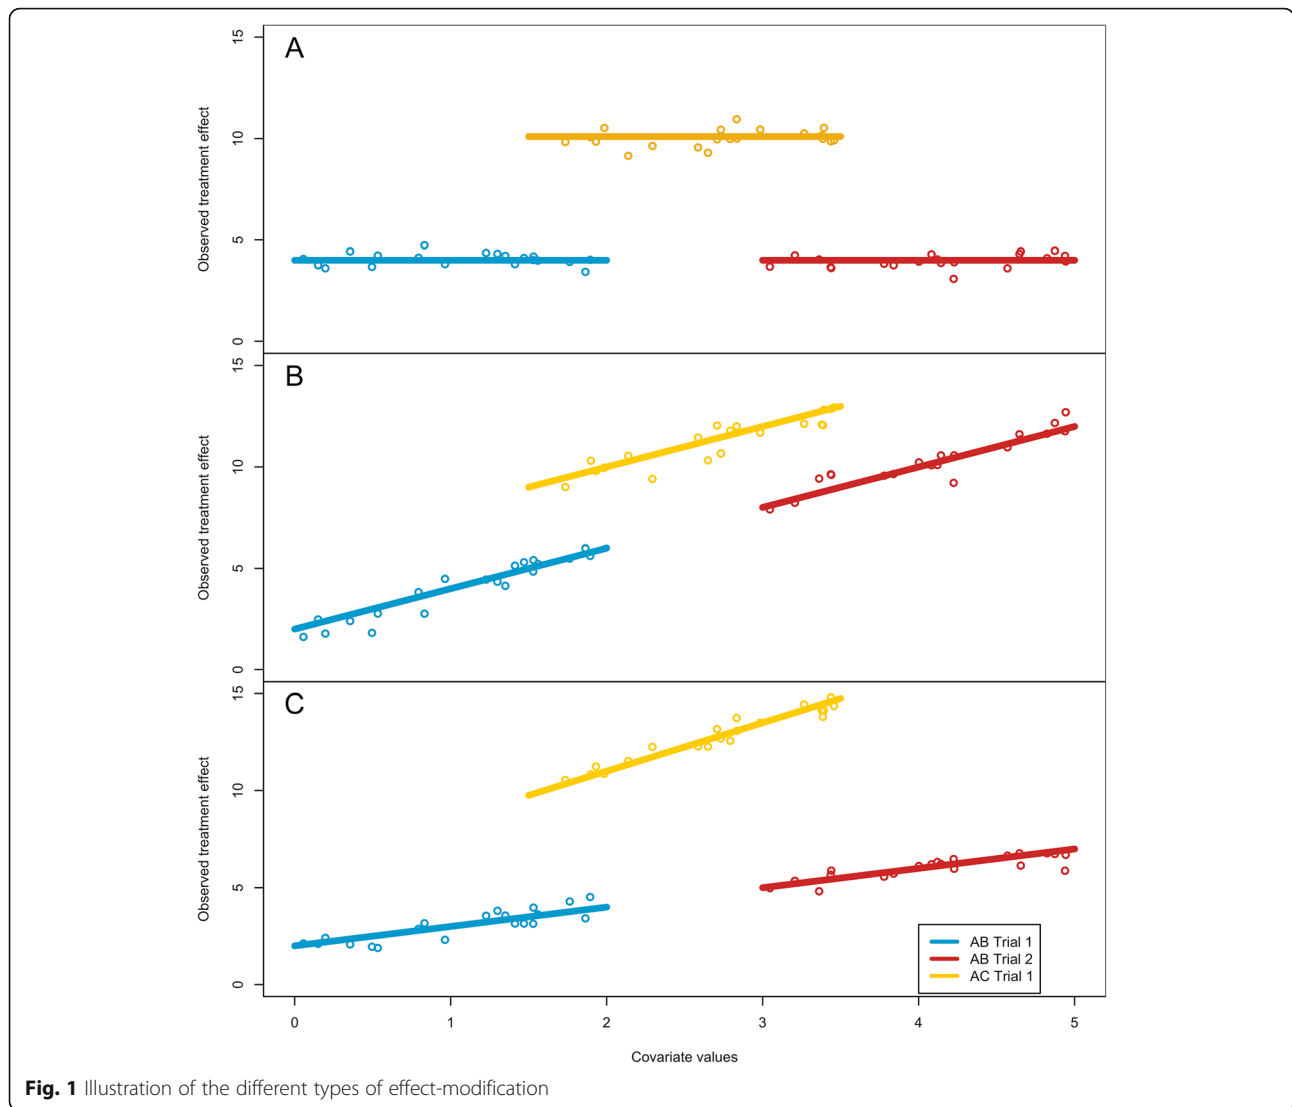 A
15
10
5
0
Observed treatment effect
B
15
10
5
0
Observed treatment effect
C
15
10
5
0
Observed treatment effect
AB Trial 1
AB Trial 2
AC Trial 1
0 1 2 3 4 5
Covariate values
Fig. 1 Illustration of the different types of effect-modification